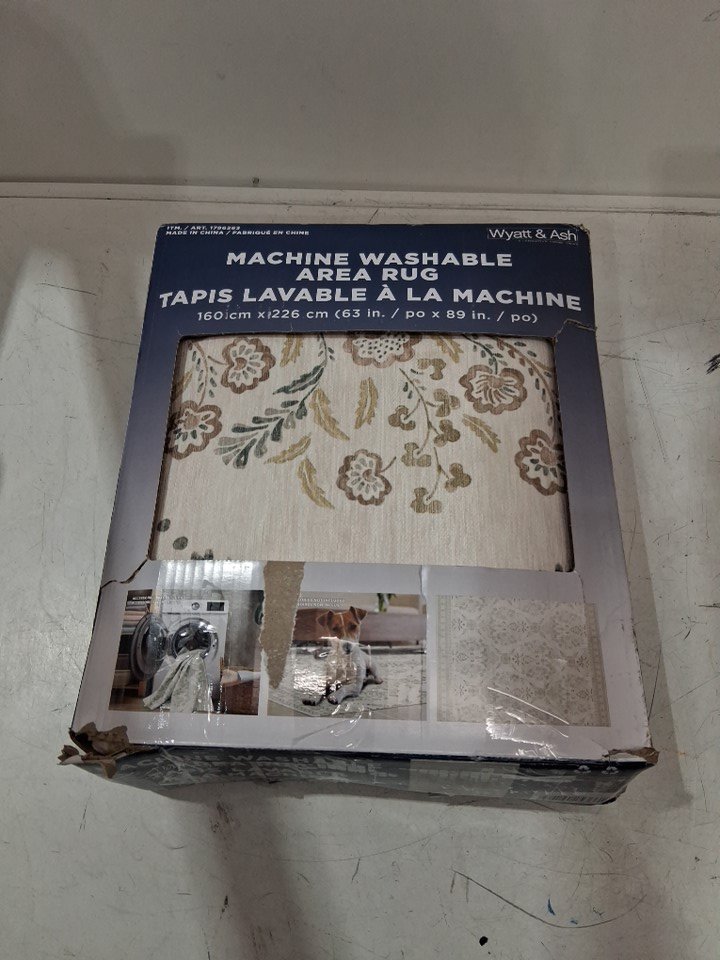 ITM. / ART. 1796293
MADE IN CHINA / FABRIQUÉ EN CHINE
Wyatt & Ash
MACHINE WASHABLE
AREA RUG
TAPIS LAVABLE À LA MACHINE
160 cm x 226 cm (63 in. / po x 89 in. / po)